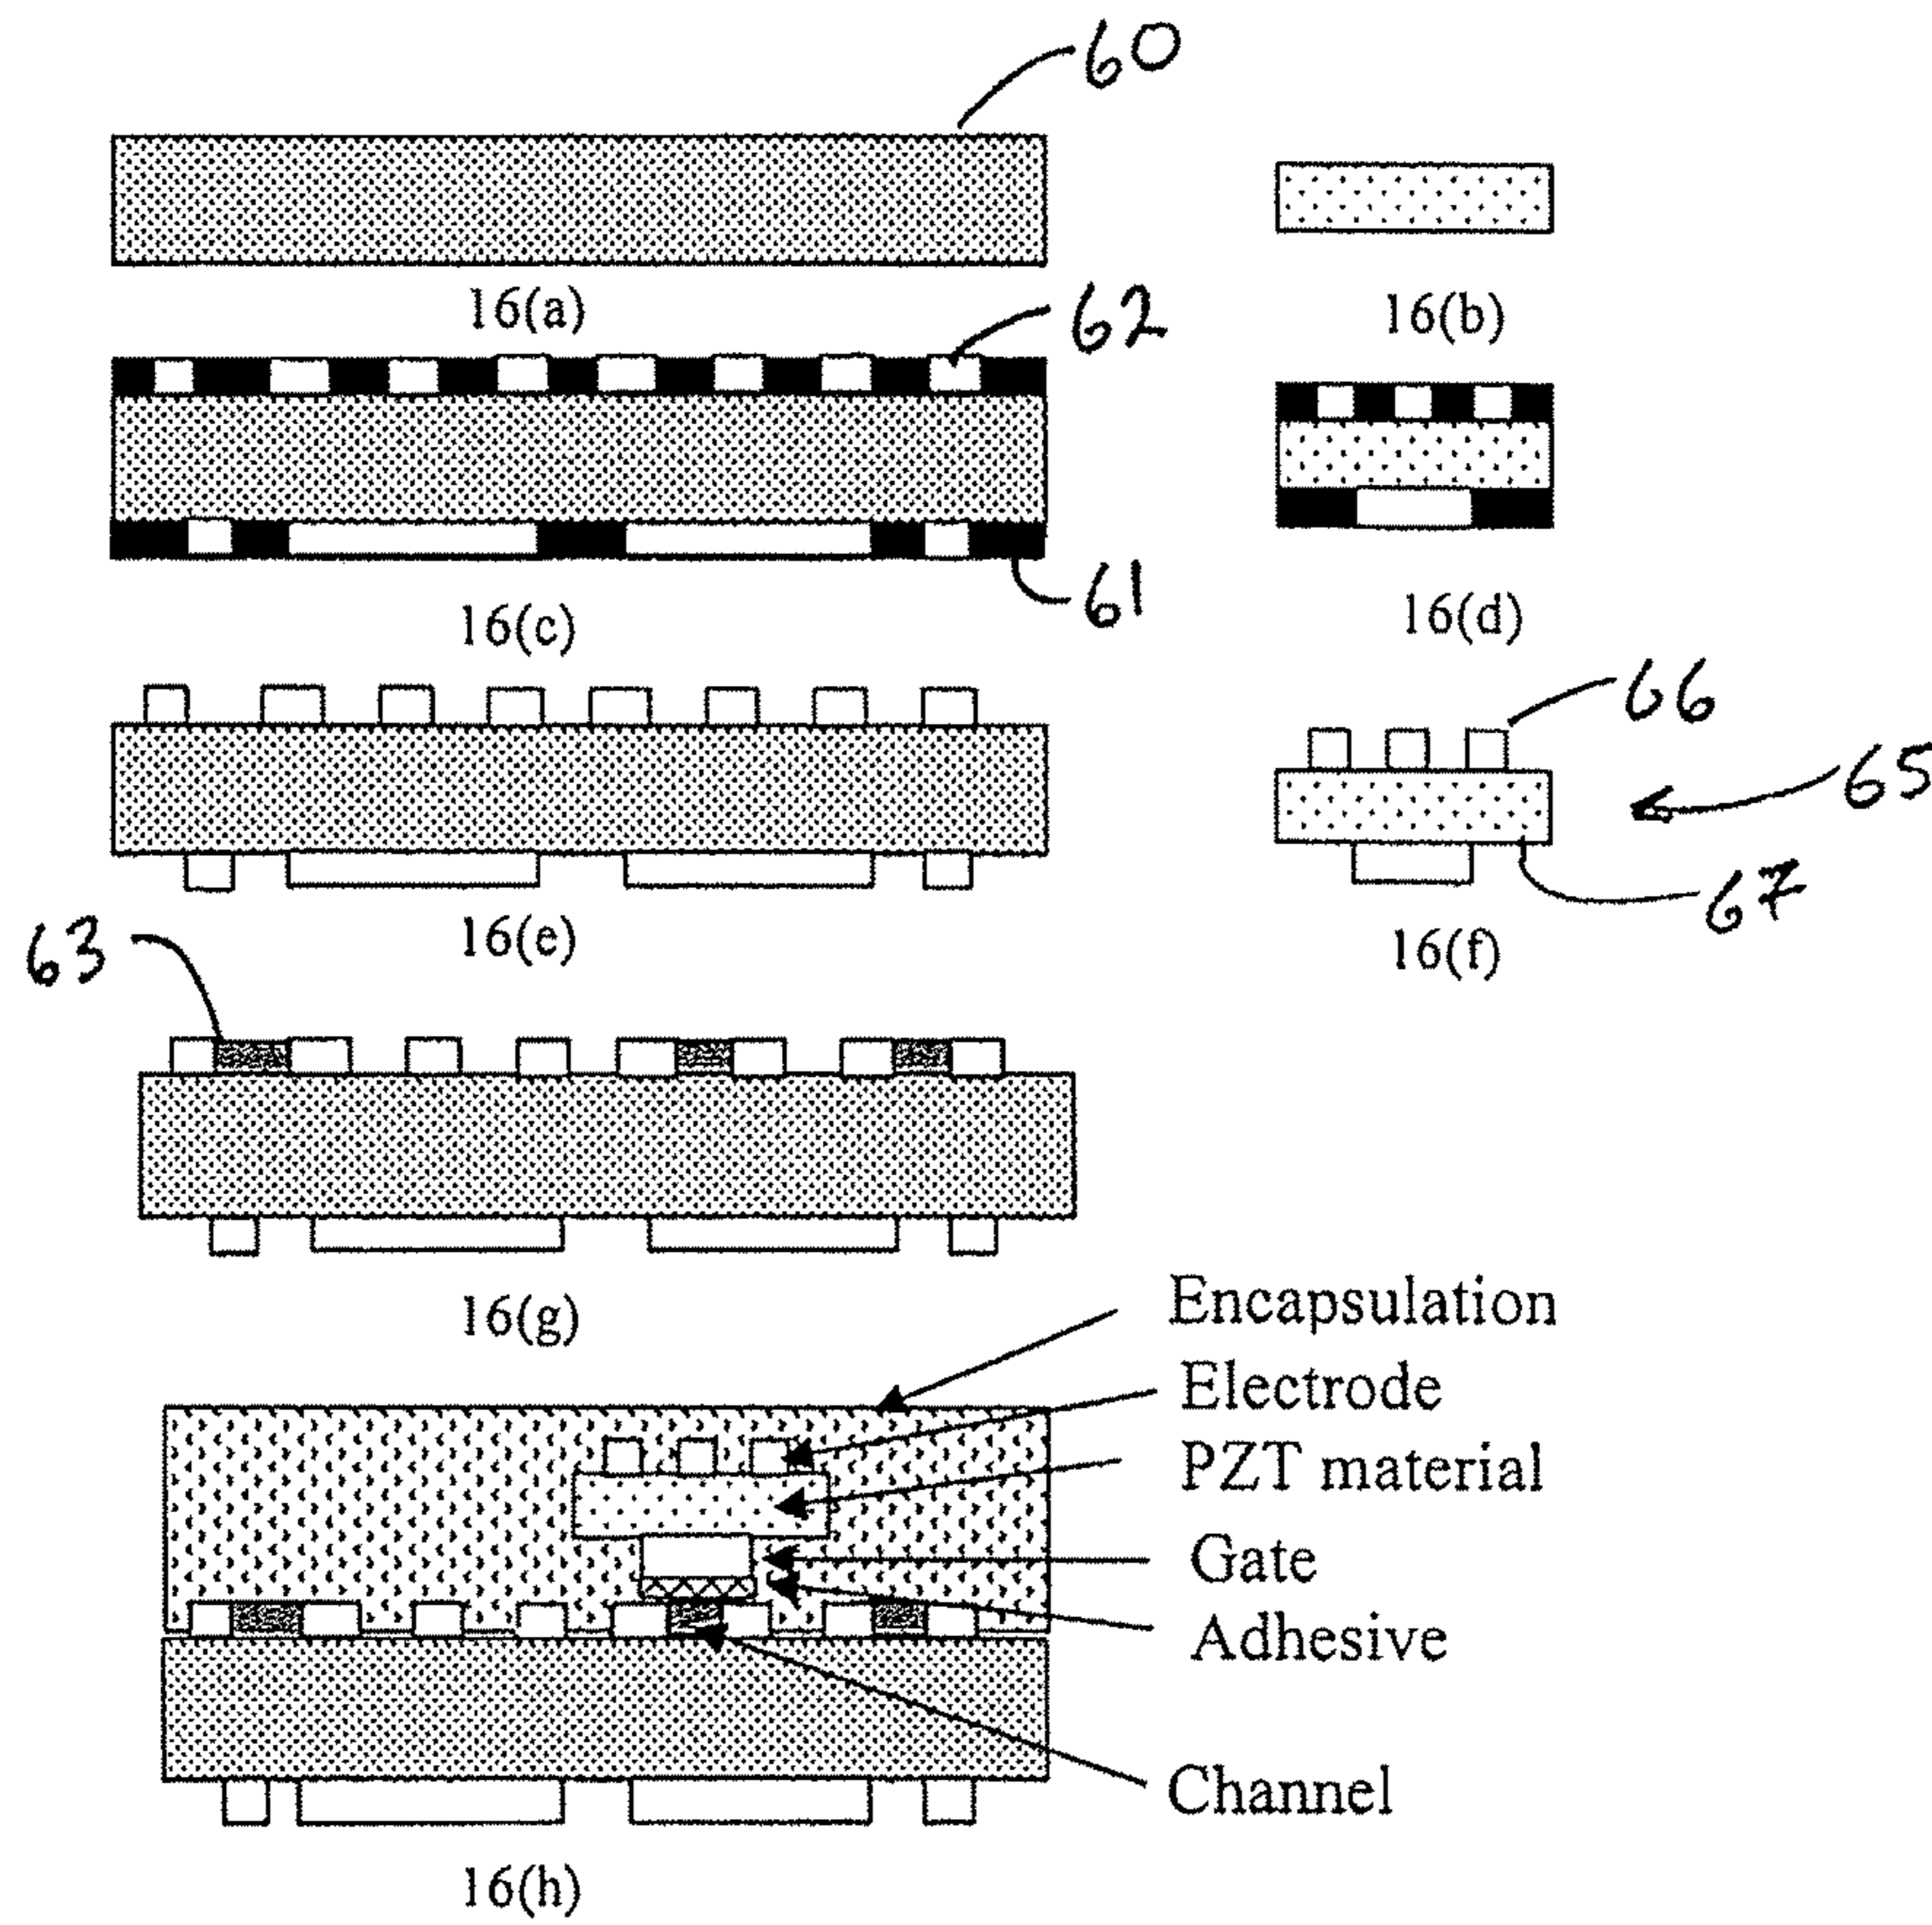 60
16(a)
16(b)
62
16(c)
61
16(d)
66
65
67
16(e)
16(f)
63
16(g)
Encapsulation
Electrode
PZT material
Gate
Adhesive
Channel
16(h)